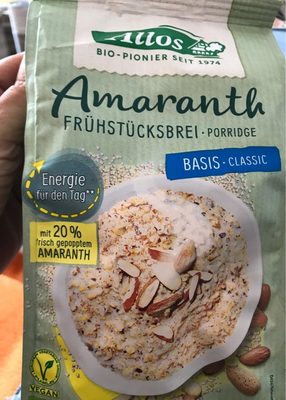 Allos
BIO-PIONIER SEIT 1974
Amaranth
FRÜHSTÜCKSBREI · PORRIDGE
BASIS · CLASSIC
Energie
für den Tag**
mit 20%
frisch gepopptem
AMARANTH
VEGAN